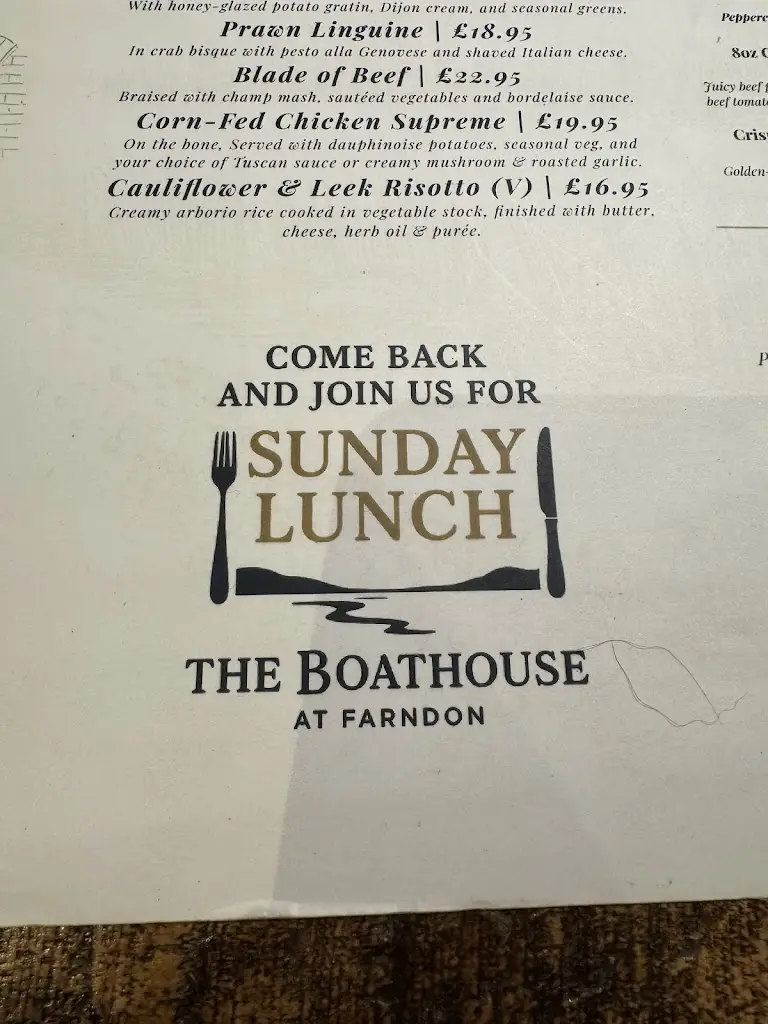 With honey-glazed potato gratin, Dijon cream, and seasonal greens.
Prawn Linguine | £18.95
In crab bisque with pesto alla Genovese and shaved Italian cheese.
Blade of Beef | £22.95
Braised with champ mash, sautéed vegetables and bordelaise sauce.
Corn-Fed Chicken Supreme | £19.95
On the bone, Served with dauphinoise potatoes, seasonal veg, and
your choice of Tuscan sauce or creamy mushroom & roasted garlic.
Cauliflower & Leek Risotto (V) | £16.95
Creamy arborio rice cooked in vegetable stock, finished with butter,
cheese, herb oil & purée.
COME BACK
AND JOIN US FOR
SUNDAY
LUNCH
THE BOATHOUSE
AT FARNDON
8oz
Juicy beef
beef
Golden-